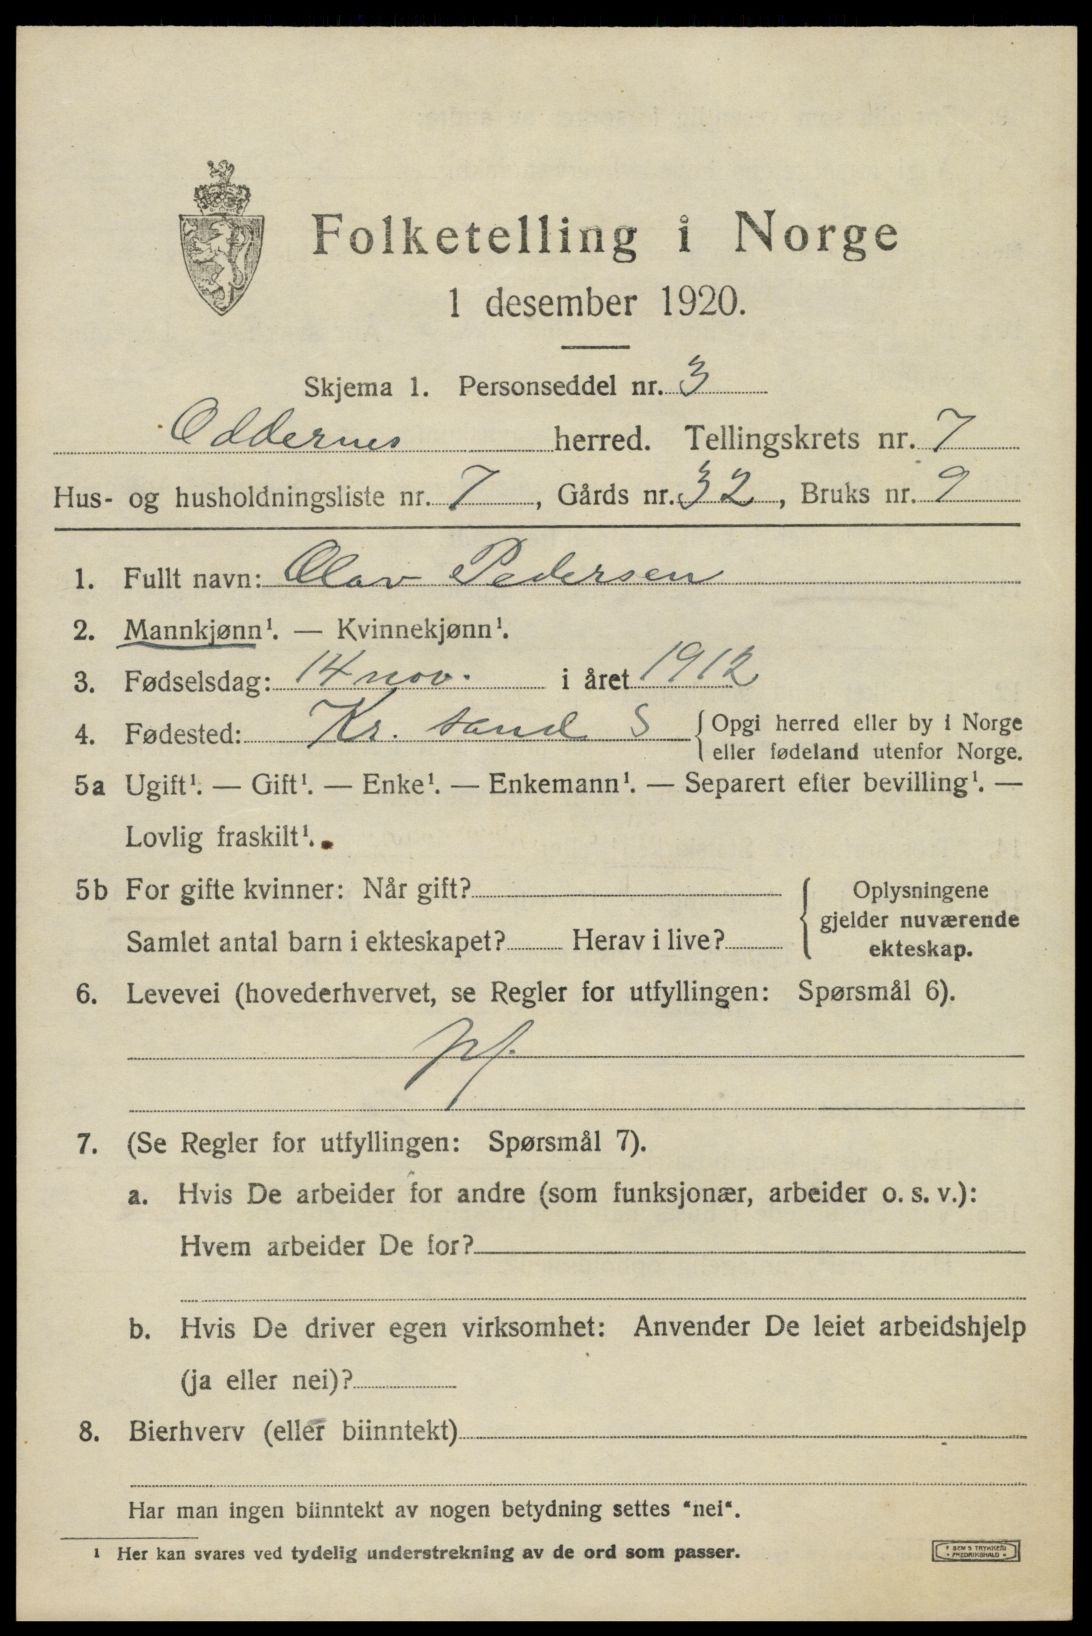 Folketelling i Norge
1 desember 1920.
Skjema 1. Personseddel nr. 3
Oddernes herred. Tellingskrets nr. 7
Hus- og husholdningsliste nr. 7, Gårds nr. 32, Bruks nr. 9
1. Fullt navn: Olav Pedersen
2. Mannkjønn¹. — Kvinnekjønn¹.
3. Fødselsdag: 14 nov. i året 1912
4. Fødested: Kr. sand S { Opgi herred eller by i Norge
eller fødeland utenfor Norge.
5a Ugift¹. — Gift¹. — Enke¹. — Enkemann¹. — Separert efter bevilling¹. —
Lovlig fraskilt¹.
5b For gifte kvinner: Når gift?
Samlet antal barn i ekteskapet? Herav i live?
Oplysningene
gjelder nuværende
ekteskap.
6. Levevei (hovederhvervet, se Regler for utfyllingen: Spørsmål 6).
7. (Se Regler for utfyllingen: Spørsmål 7).
a. Hvis De arbeider for andre (som funksjonær, arbeider o. s. v.):
Hvem arbeider De for?
b. Hvis De driver egen virksomhet: Anvender De leiet arbeidshjelp
(ja eller nei)?
8. Bierhverv (eller biinntekt)
Har man ingen biinntekt av nogen betydning settes "nei".
¹ Her kan svares ved tydelig understrekning av de ord som passer.
SEM'S TRYKKERI
FREDRIKSHALD